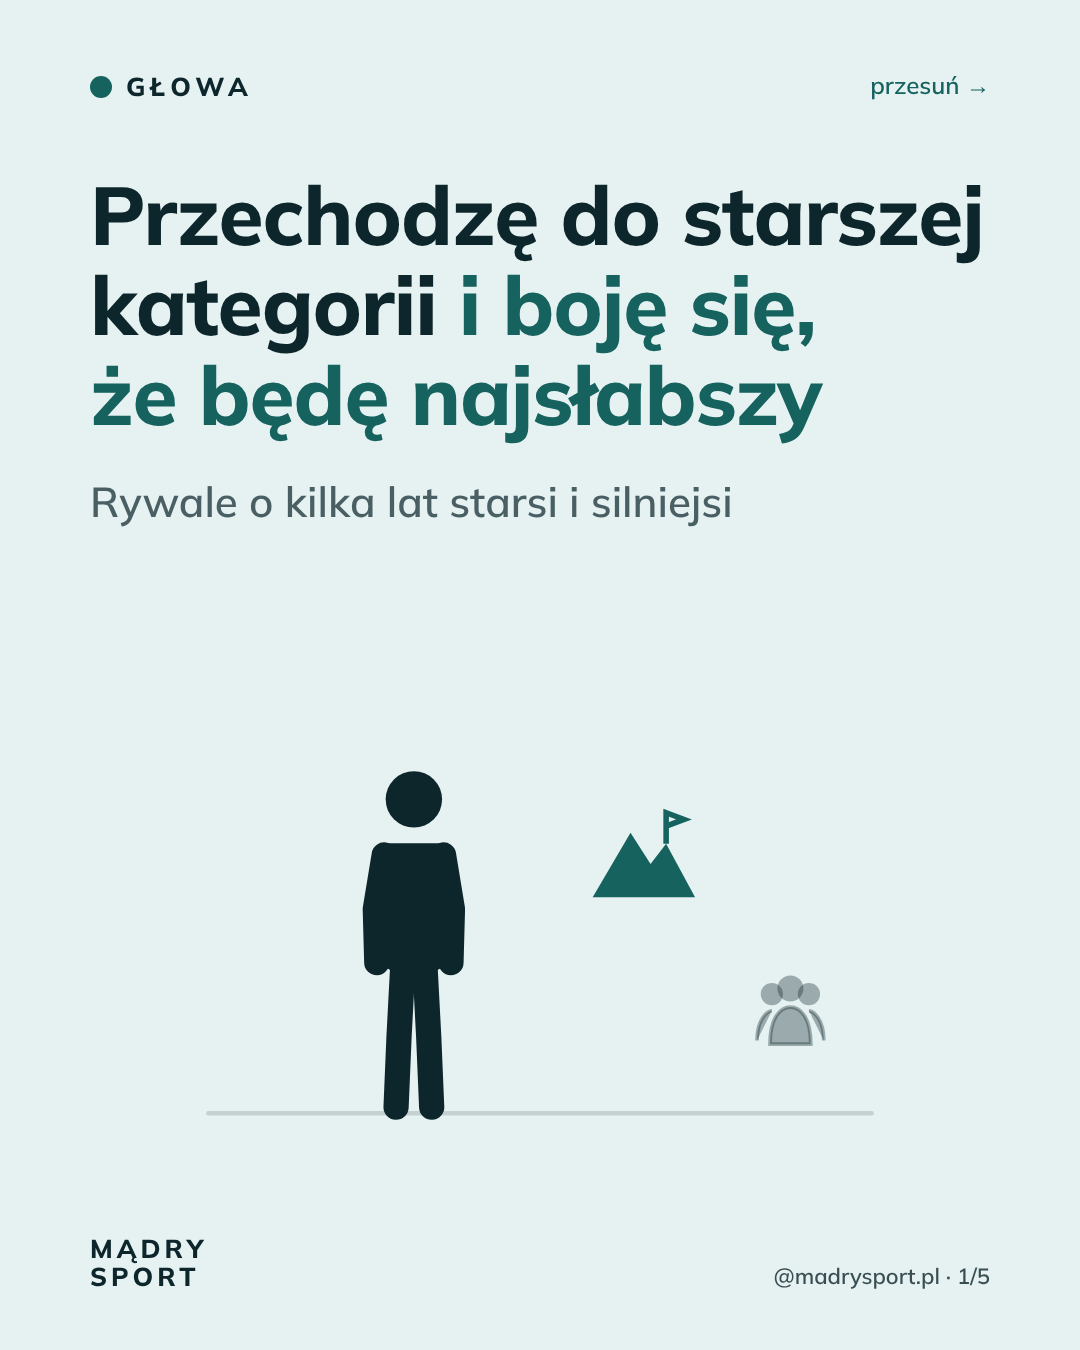 GŁOWA
przesuń →
Przechodzę do starszej
kategorii i boję się,
że będę najsłabszy
Rywale o kilka lat starsi i silniejsi
MĄDRY
SPORT
@madrysport.pl · 1/5